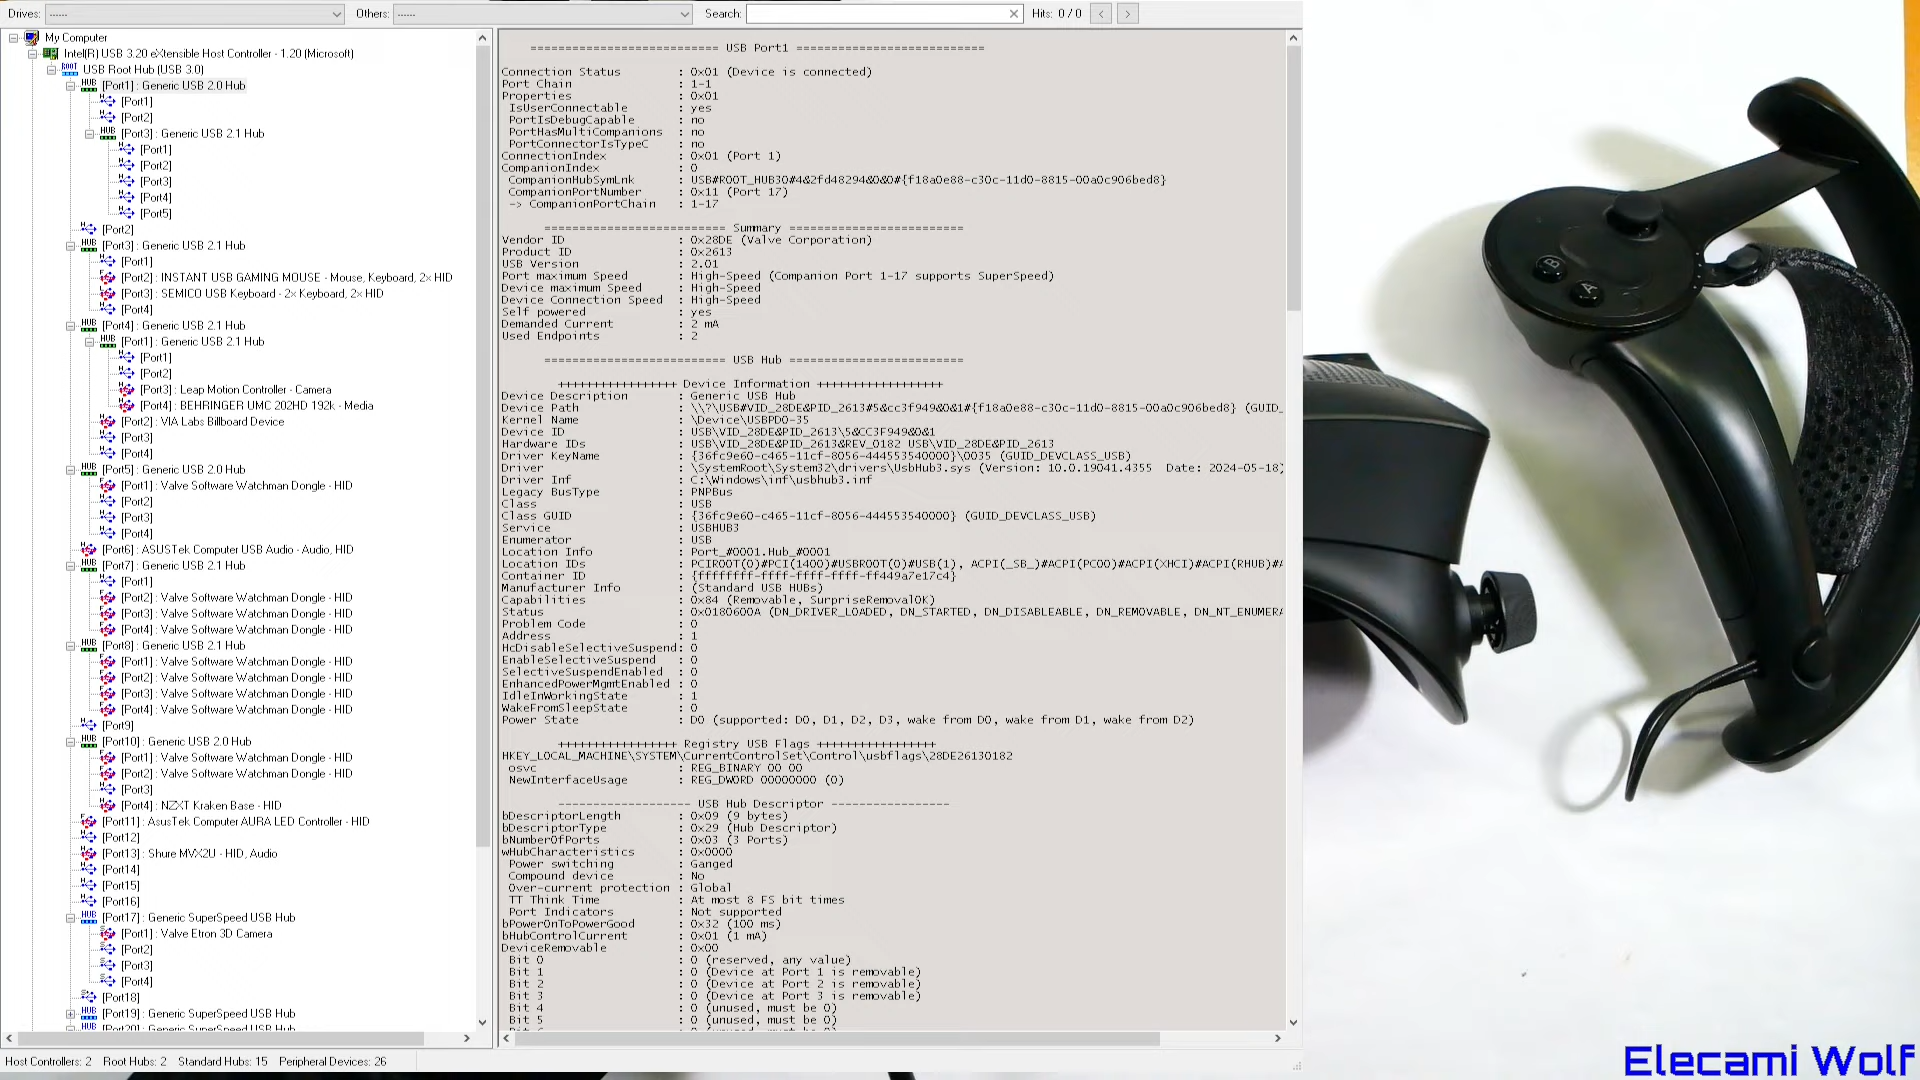 Drives: ------ Others: ------ Search: Hits: 0 / 0
My Computer
Intel(R) USB 3.20 eXtensible Host Controller - 1.20 (Microsoft)
USB Root Hub (USB 3.0)
[Port1] : Generic USB 2.0 Hub
[Port1]
[Port2]
[Port3] : Generic USB 2.1 Hub
[Port1]
[Port2]
[Port3]
[Port4]
[Port5]
[Port2]
[Port3] : Generic USB 2.1 Hub
[Port1]
[Port2] : INSTANT USB GAMING MOUSE - Mouse, Keyboard, 2× HID
[Port3] : SEMICO USB Keyboard - 2× Keyboard, 2× HID
[Port4]
[Port4] : Generic USB 2.1 Hub
[Port1] : Generic USB 2.1 Hub
[Port1]
[Port2]
[Port3] : Leap Motion Controller - Camera
[Port4] : BEHRINGER UMC 202HD 192k - Media
[Port2] : VIA Labs Billboard Device
[Port3]
[Port4]
[Port5] : Generic USB 2.0 Hub
[Port1] : Valve Software Watchman Dongle - HID
[Port2]
[Port3]
[Port4]
[Port6] : ASUSTek Computer USB Audio - Audio, HID
[Port7] : Generic USB 2.1 Hub
[Port1]
[Port2] : Valve Software Watchman Dongle - HID
[Port3] : Valve Software Watchman Dongle - HID
[Port4] : Valve Software Watchman Dongle - HID
[Port8] : Generic USB 2.1 Hub
[Port1] : Valve Software Watchman Dongle - HID
[Port2] : Valve Software Watchman Dongle - HID
[Port3] : Valve Software Watchman Dongle - HID
[Port4] : Valve Software Watchman Dongle - HID
[Port9]
[Port10] : Generic USB 2.0 Hub
[Port1] : Valve Software Watchman Dongle - HID
[Port2] : Valve Software Watchman Dongle - HID
[Port3]
[Port4] : NZXT Kraken Base - HID
[Port11] : AsusTek Computer AURA LED Controller - HID
[Port12]
[Port13] : Shure MVX2U - HID, Audio
[Port14]
[Port15]
[Port16]
[Port17] : Generic SuperSpeed USB Hub
[Port1] : Valve Etron 3D Camera
[Port2]
[Port3]
[Port4]
[Port18]
[Port19] : Generic SuperSpeed USB Hub
[Port20] : Generic SuperSpeed USB Hub
Host Controllers: 2 Root Hubs: 2 Standard Hubs: 15 Peripheral Devices: 26
=========================== USB Port1 ===========================
Connection Status : 0x01 (Device is connected)
Port Chain : 1-1
Properties : 0x01
IsUserConnectable : yes
PortIsDebugCapable : no
PortHasMultiCompanions : no
PortConnectorIsTypeC : no
ConnectionIndex : 0x01 (Port 1)
CompanionIndex : 0
CompanionHubSymLnk : USB#ROOT_HUB30#4&2fd48294&0&0#{f18a0e88-c30c-11d0-8815-00a0c906bed8}
CompanionPortNumber : 0x11 (Port 17)
-> CompanionPortChain : 1-17
========================== Summary =========================
Vendor ID : 0x28DE (Valve Corporation)
Product ID : 0x2613
USB Version : 2.01
Port maximum Speed : High-Speed (Companion Port 1-17 supports SuperSpeed)
Device maximum Speed : High-Speed
Device Connection Speed : High-Speed
Self powered : yes
Demanded Current : 2 mA
Used Endpoints : 2
========================== USB Hub =========================
+++++++++++++++++ Device Information ++++++++++++++++++
Device Description : Generic USB Hub
Device Path : \\?\USB#VID_28DE&PID_2613#5&cc3f949&0&1#{f18a0e88-c30c-11d0-8815-00a0c906bed8} (GUID_
Kernel Name : \Device\USBPDO-35
Device ID : USB\VID_28DE&PID_2613\5&CC3F949&0&1
Hardware IDs : USB\VID_28DE&PID_2613&REV_0182 USB\VID_28DE&PID_2613
Driver KeyName : {36fc9e60-c465-11cf-8056-444553540000}\0035 (GUID_DEVCLASS_USB)
Driver : \SystemRoot\System32\drivers\UsbHub3.sys (Version: 10.0.19041.4355 Date: 2024-05-18)
Driver Inf : C:\Windows\inf\usbhub3.inf
Legacy BusType : PNPBus
Class : USB
Class GUID : {36fc9e60-c465-11cf-8056-444553540000} (GUID_DEVCLASS_USB)
Service : USBHUB3
Enumerator : USB
Location Info : Port_#0001.Hub_#0001
Location IDs : PCIROOT(0)#PCI(1400)#USBROOT(0)#USB(1), ACPI(_SB_)#ACPI(PC00)#ACPI(XHCI)#ACPI(RHUB)#A
Container ID : {ffffffff-ffff-ffff-ffff-ff449a7e17c4}
Manufacturer Info : (Standard USB HUBs)
Capabilities : 0x84 (Removable, SurpriseRemovalOK)
Status : 0x0180600A (DN_DRIVER_LOADED, DN_STARTED, DN_DISABLEABLE, DN_REMOVABLE, DN_NT_ENUMERA
Problem Code : 0
Address : 1
HcDisableSelectiveSuspend: 0
EnableSelectiveSuspend : 0
SelectiveSuspendEnabled : 0
EnhancedPowerMgmtEnabled : 0
IdleInWorkingState : 1
WakeFromSleepState : 0
Power State : D0 (supported: D0, D1, D2, D3, wake from D0, wake from D1, wake from D2)
+++++++++++++++++ Registry USB Flags +++++++++++++++++
HKEY_LOCAL_MACHINE\SYSTEM\CurrentControlSet\Control\usbflags\28DE26130182
osvc : REG_BINARY 00 00
NewInterfaceUsage : REG_DWORD 00000000 (0)
------------------- USB Hub Descriptor -----------------
bDescriptorLength : 0x09 (9 bytes)
bDescriptorType : 0x29 (Hub Descriptor)
bNumberOfPorts : 0x03 (3 Ports)
wHubCharacteristics : 0x0000
Power switching : Ganged
Compound device : No
Over-current protection : Global
TT Think Time : At most 8 FS bit times
Port Indicators : Not supported
bPowerOnToPowerGood : 0x32 (100 ms)
bHubControlCurrent : 0x01 (1 mA)
DeviceRemovable : 0x00
Bit 0 : 0 (reserved, any value)
Bit 1 : 0 (Device at Port 1 is removable)
Bit 2 : 0 (Device at Port 2 is removable)
Bit 3 : 0 (Device at Port 3 is removable)
Bit 4 : 0 (unused, must be 0)
Bit 5 : 0 (unused, must be 0)
B
A
Elecami Wolf